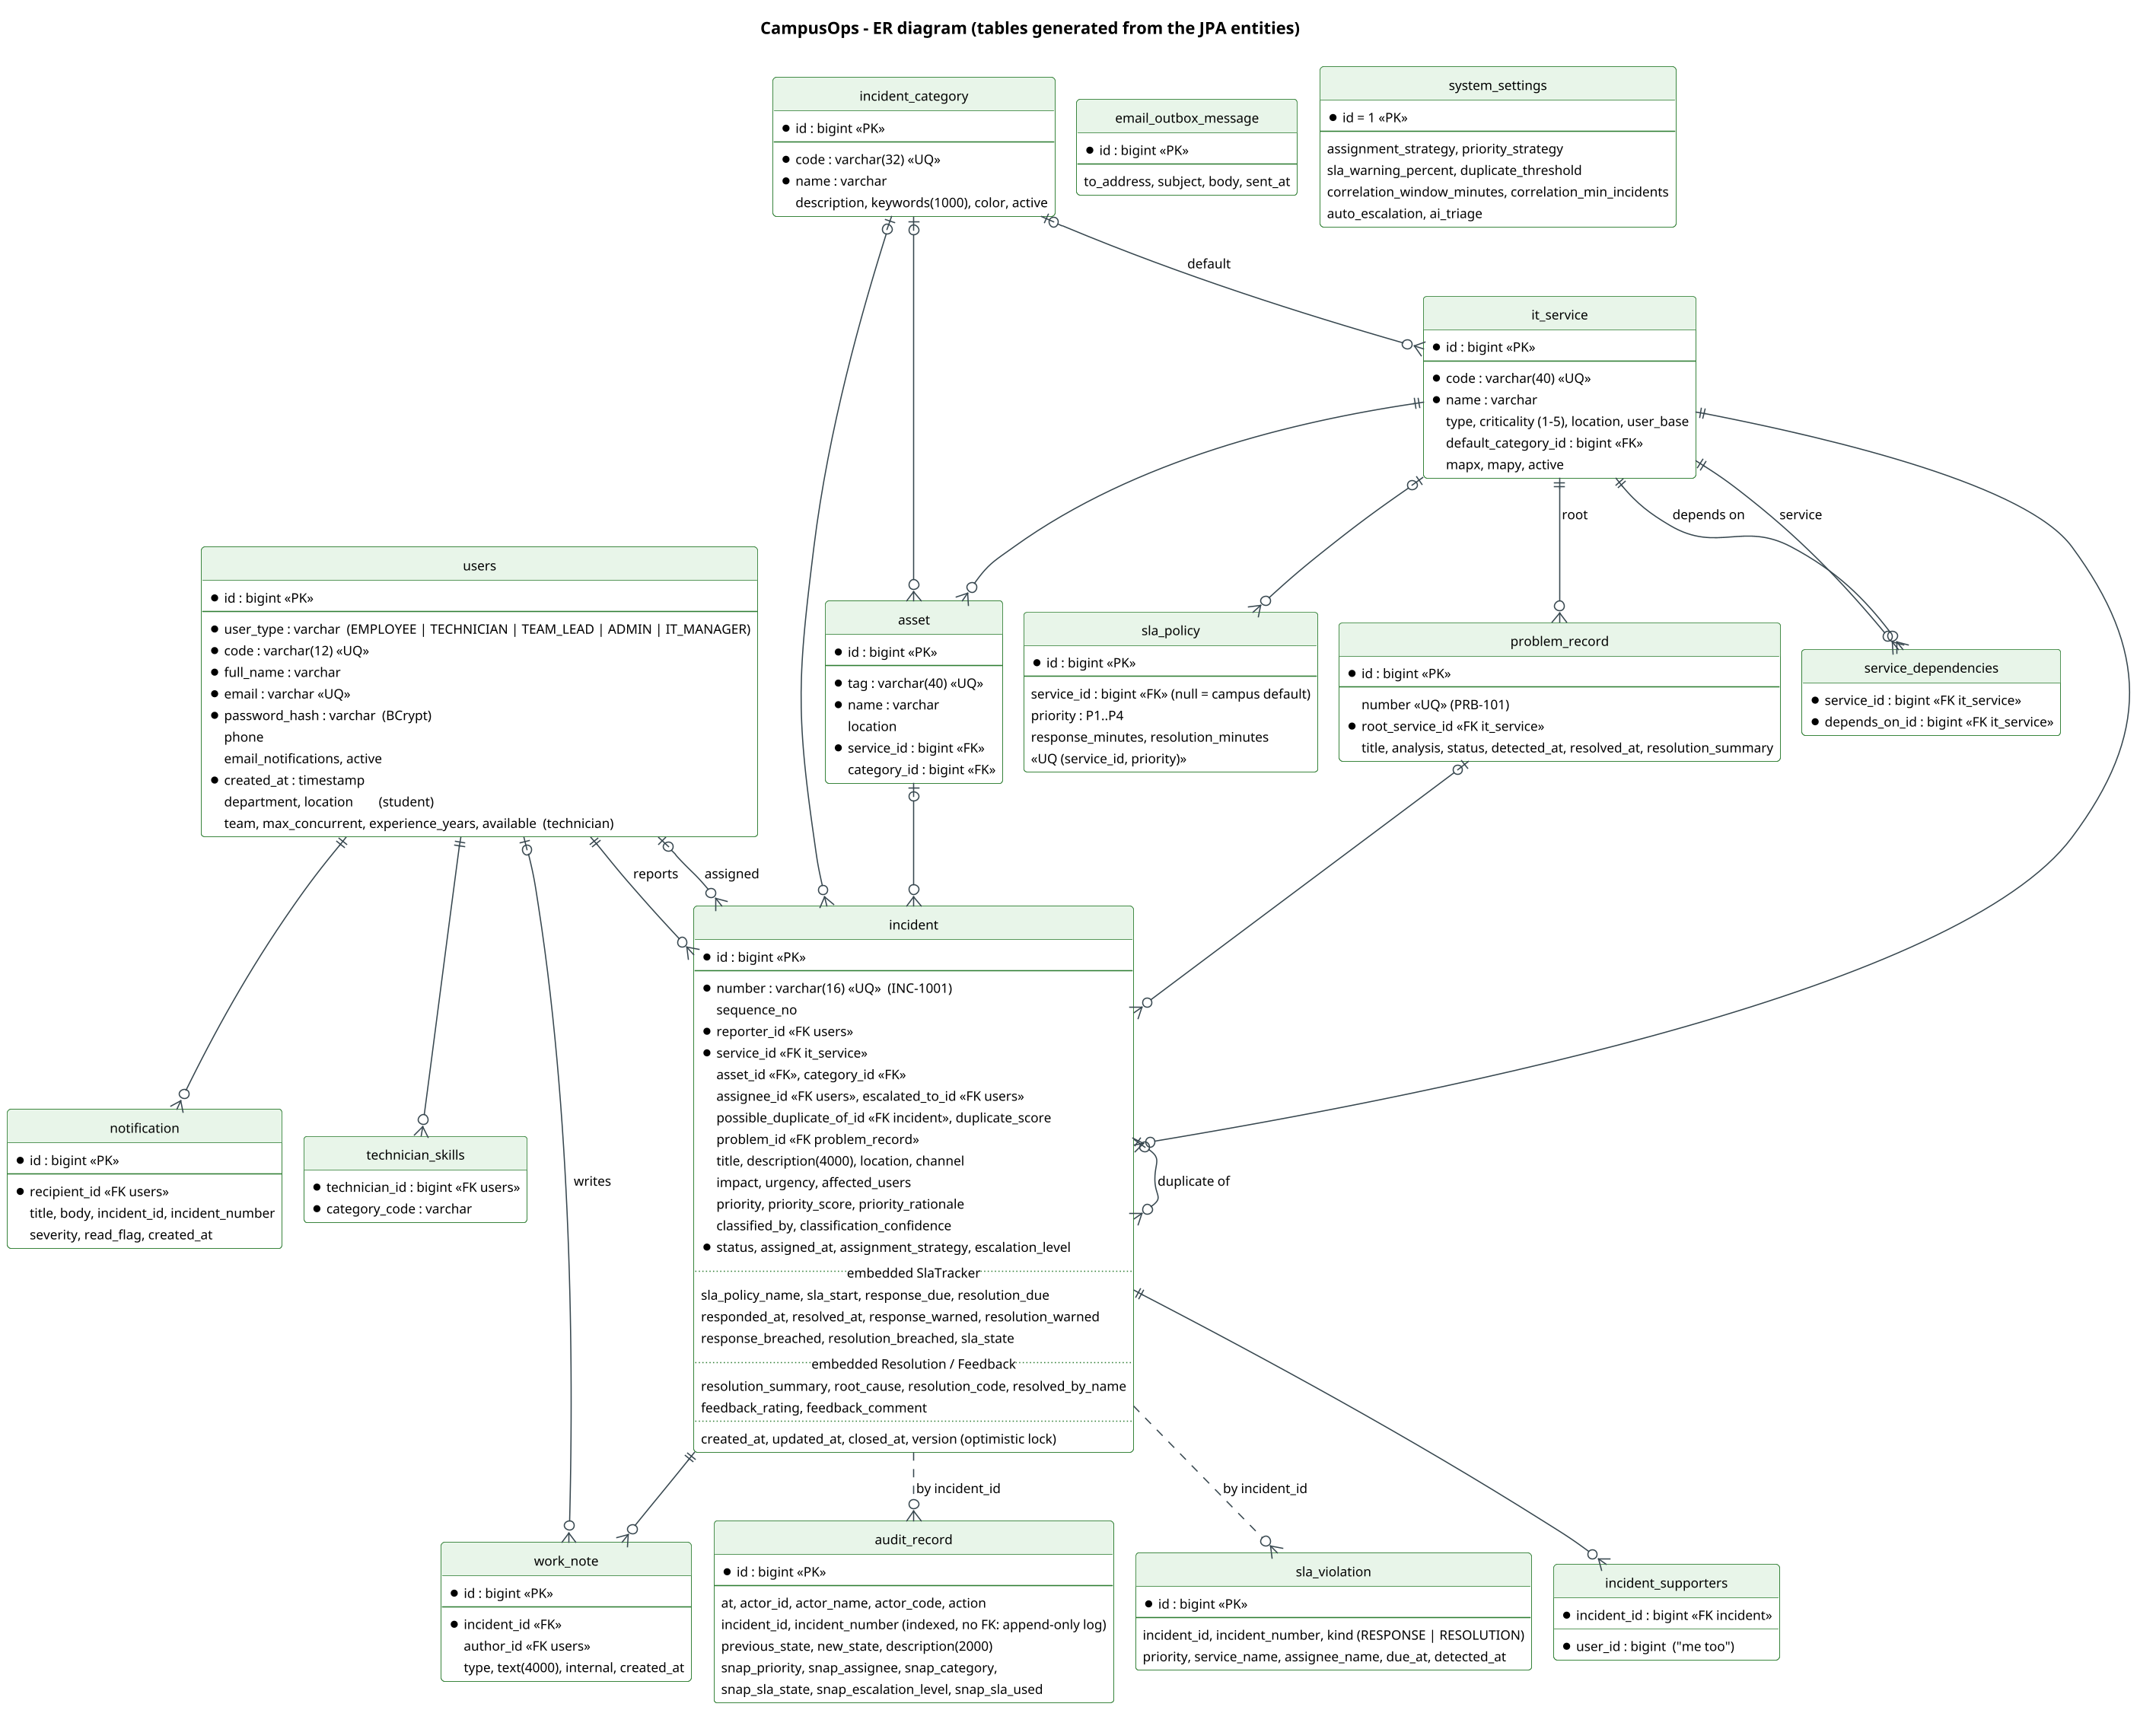 CampusOps - ER diagram (tables generated from the JPA entities)
incident_category
id : bigint «PK»
code : varchar(32) «UQ»
name : varchar
description, keywords(1000), color, active
email_outbox_message
id : bigint «PK»
to_address, subject, body, sent_at
system_settings
id = 1 «PK»
assignment_strategy, priority_strategy
sla_warning_percent, duplicate_threshold
correlation_window_minutes, correlation_min_incidents
auto_escalation, ai_triage
default
it_service
id : bigint «PK»
code : varchar(40) «UQ»
name : varchar
type, criticality (1-5), location, user_base
default_category_id : bigint «FK»
mapx, mapy, active
root
depends on
service
users
id : bigint «PK»
user_type : varchar (EMPLOYEE | TECHNICIAN | TEAM_LEAD | ADMIN | IT_MANAGER)
code : varchar(12) «UQ»
full_name : varchar
email : varchar «UQ»
password_hash : varchar (BCrypt)
phone
email_notifications, active
created_at : timestamp
department, location (student)
team, max_concurrent, experience_years, available (technician)
asset
id : bigint «PK»
tag : varchar(40) «UQ»
name : varchar
location
service_id : bigint «FK»
category_id : bigint «FK»
sla_policy
id : bigint «PK»
service_id : bigint «FK» (null = campus default)
priority : P1..P4
response_minutes, resolution_minutes
«UQ (service_id, priority)»
problem_record
id : bigint «PK»
number «UQ» (PRB-101)
root_service_id «FK it_service»
title, analysis, status, detected_at, resolved_at, resolution_summary
service_dependencies
service_id : bigint «FK it_service»
depends_on_id : bigint «FK it_service»
reports
assigned
incident
id : bigint «PK»
number : varchar(16) «UQ» (INC-1001)
sequence_no
reporter_id «FK users»
service_id «FK it_service»
asset_id «FK», category_id «FK»
assignee_id «FK users», escalated_to_id «FK users»
possible_duplicate_of_id «FK incident», duplicate_score
problem_id «FK problem_record»
title, description(4000), location, channel
impact, urgency, affected_users
priority, priority_score, priority_rationale
classified_by, classification_confidence
status, assigned_at, assignment_strategy, escalation_level
embedded SlaTracker
sla_policy_name, sla_start, response_due, resolution_due
responded_at, resolved_at, response_warned, resolution_warned
response_breached, resolution_breached, sla_state
embedded Resolution / Feedback
resolution_summary, root_cause, resolution_code, resolved_by_name
feedback_rating, feedback_comment
created_at, updated_at, closed_at, version (optimistic lock)
duplicate of
notification
id : bigint «PK»
recipient_id «FK users»
title, body, incident_id, incident_number
severity, read_flag, created_at
technician_skills
technician_id : bigint «FK users»
category_code : varchar
writes
by incident_id
by incident_id
work_note
id : bigint «PK»
incident_id «FK»
author_id «FK users»
type, text(4000), internal, created_at
audit_record
id : bigint «PK»
at, actor_id, actor_name, actor_code, action
incident_id, incident_number (indexed, no FK: append-only log)
previous_state, new_state, description(2000)
snap_priority, snap_assignee, snap_category,
snap_sla_state, snap_escalation_level, snap_sla_used
sla_violation
id : bigint «PK»
incident_id, incident_number, kind (RESPONSE | RESOLUTION)
priority, service_name, assignee_name, due_at, detected_at
incident_supporters
incident_id : bigint «FK incident»
user_id : bigint ("me too")